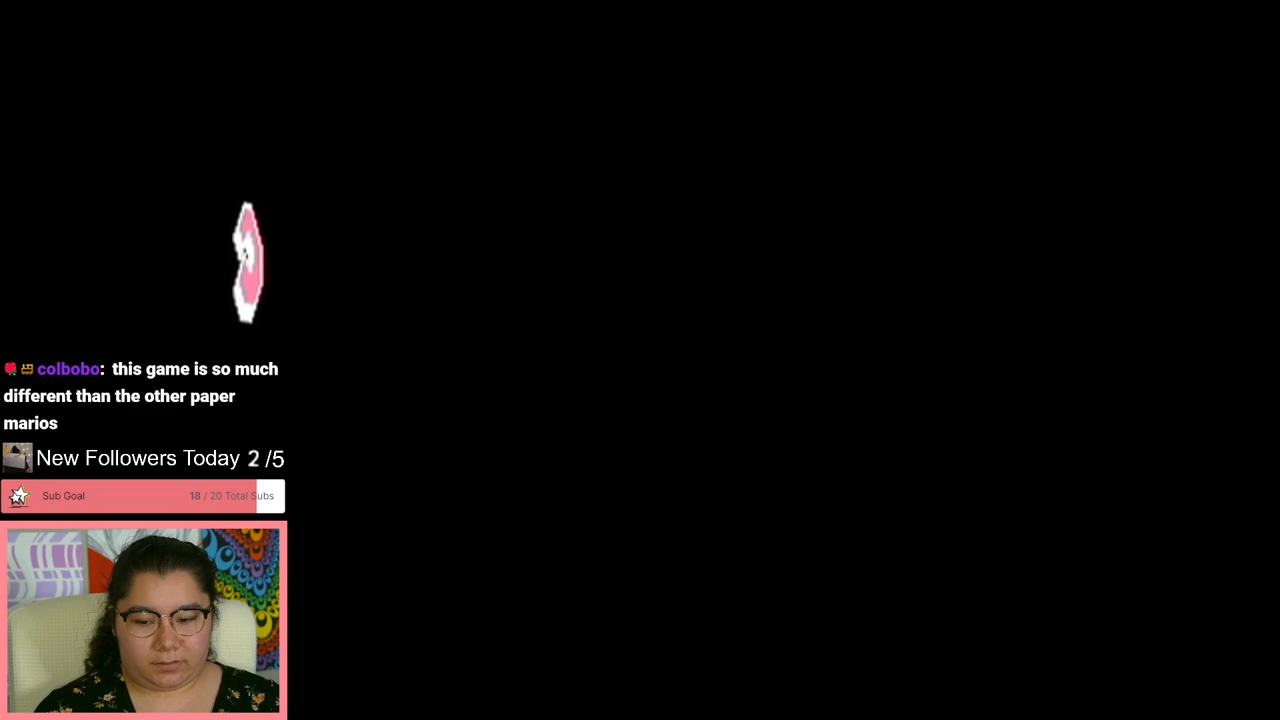 colbobo: this game is so much
different than the other paper
marios
New Followers Today 2 /5
Sub Goal 18 / 20 Total Subs